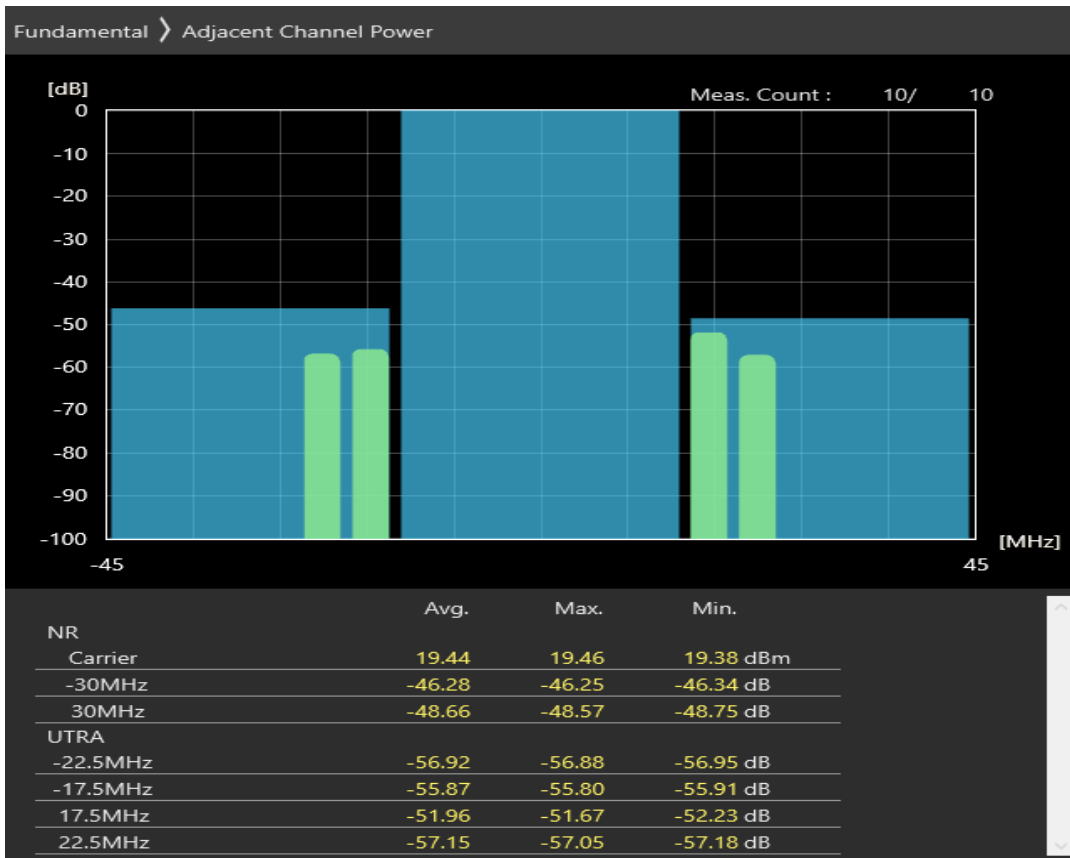 Fundamental 〉 Adjacent Channel Power
[dB]
Meas. Count : 10/ 10
0
-10
-20
-30
-40
-50
-60
-70
-80
-90
-100
[MHz]
-45 45
Avg. Max. Min.
NR
Carrier 19.44 19.46 19.38 dBm
-30MHz -46.28 -46.25 -46.34 dB
30MHz -48.66 -48.57 -48.75 dB
UTRA
-22.5MHz -56.92 -56.88 -56.95 dB
-17.5MHz -55.87 -55.80 -55.91 dB
17.5MHz -51.96 -51.67 -52.23 dB
22.5MHz -57.15 -57.05 -57.18 dB